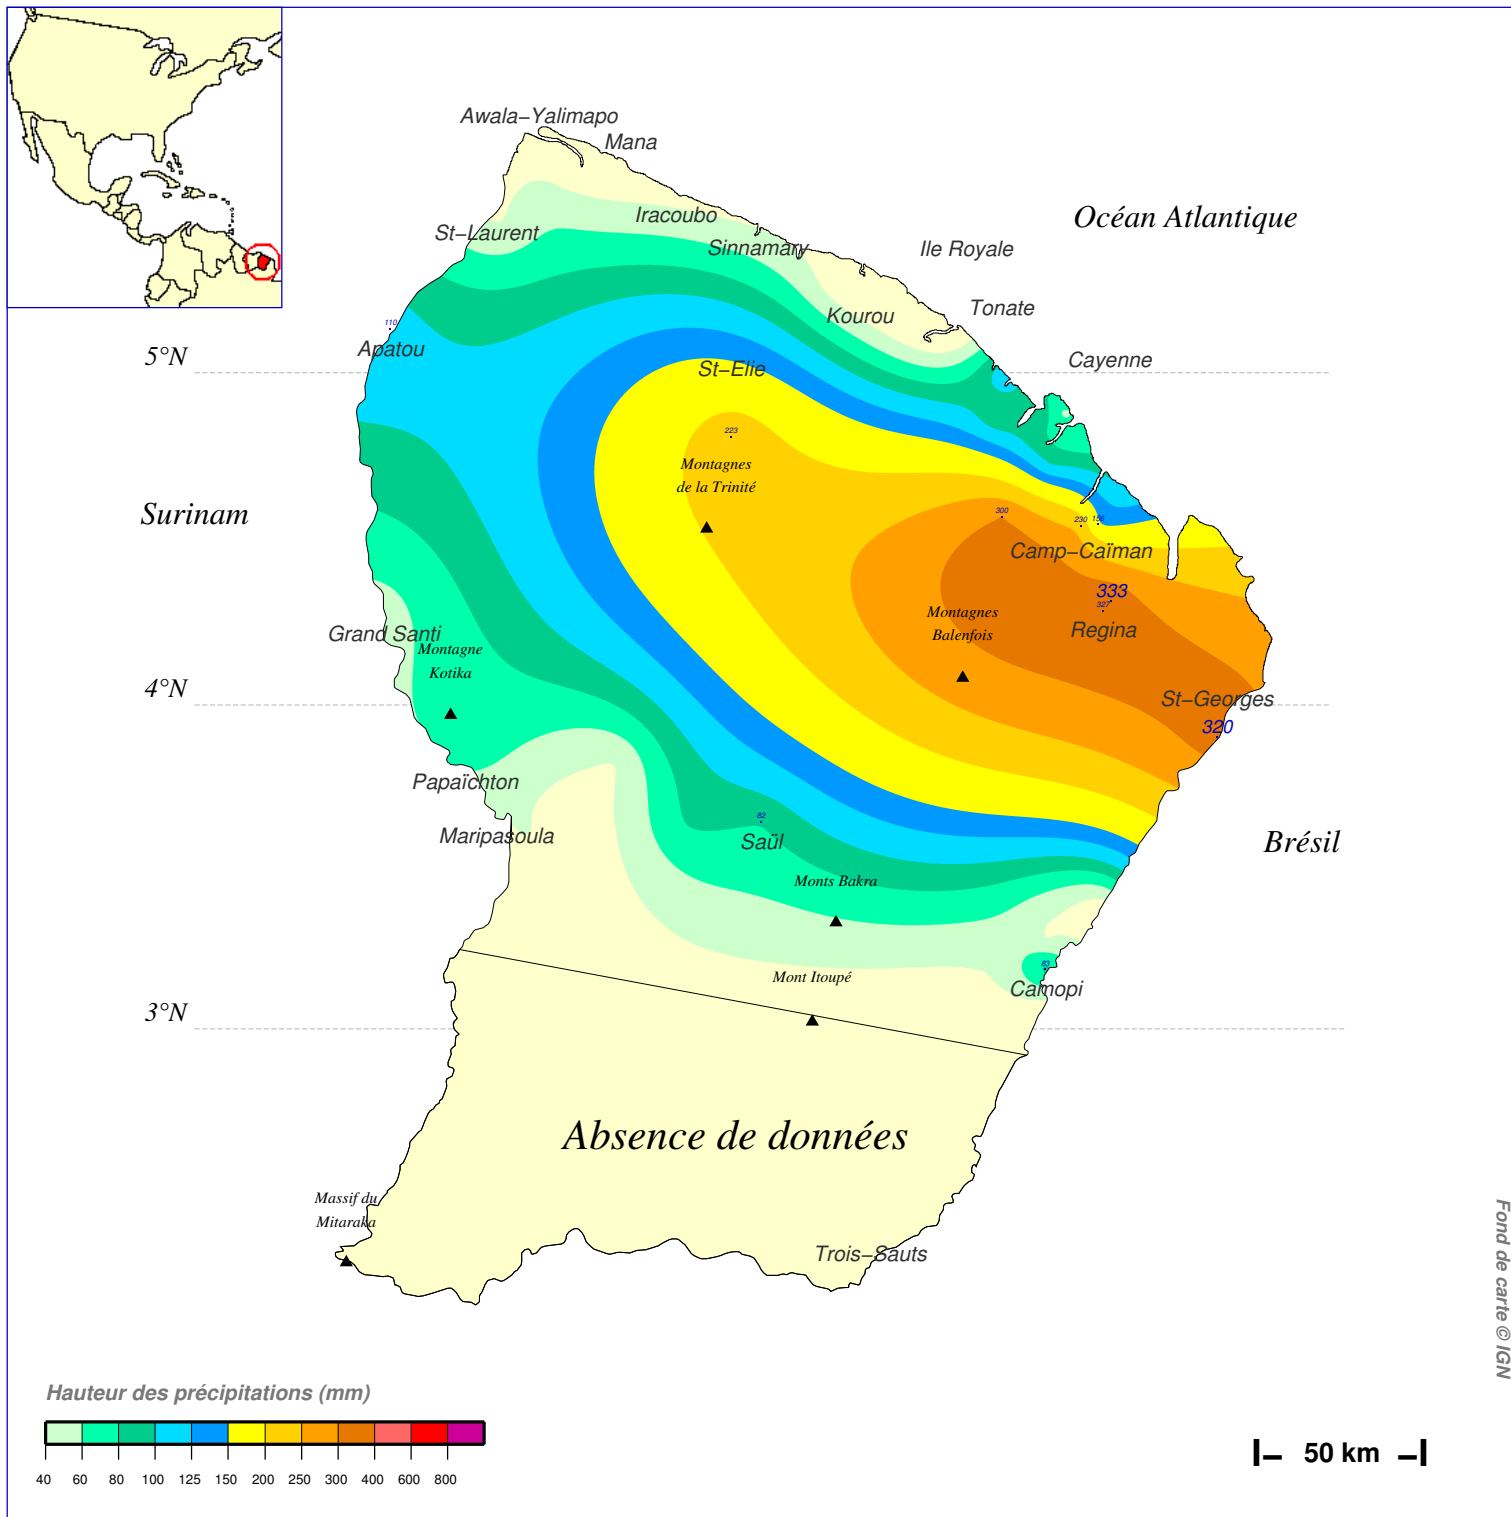 Awala–Yalimapo
Mana
Océan Atlantique
Iracoubo
St–Laurent
Sinnamary
Ile Royale
Tonate
Kourou
110
Apatou
5°N
Cayenne
St–Elie
223
Montagnes
de la Trinité
Surinam
300
230
156
Camp–Caïman
333
327
Montagnes
Balenfois
Regina
Grand Santi
Montagne
Kotika
4°N
St–Georges
320
Papaïchton
Maripasoula
82
Saül
Brésil
Monts Bakra
83
Mont Itoupé
Camopi
3°N
Absence de données
Massif du
Mitaraka
Trois–Sauts
Fond de carte © IGN
Hauteur des précipitations (mm)
40 60 80 100 125 150 200 250 300 400 600 800
50 km